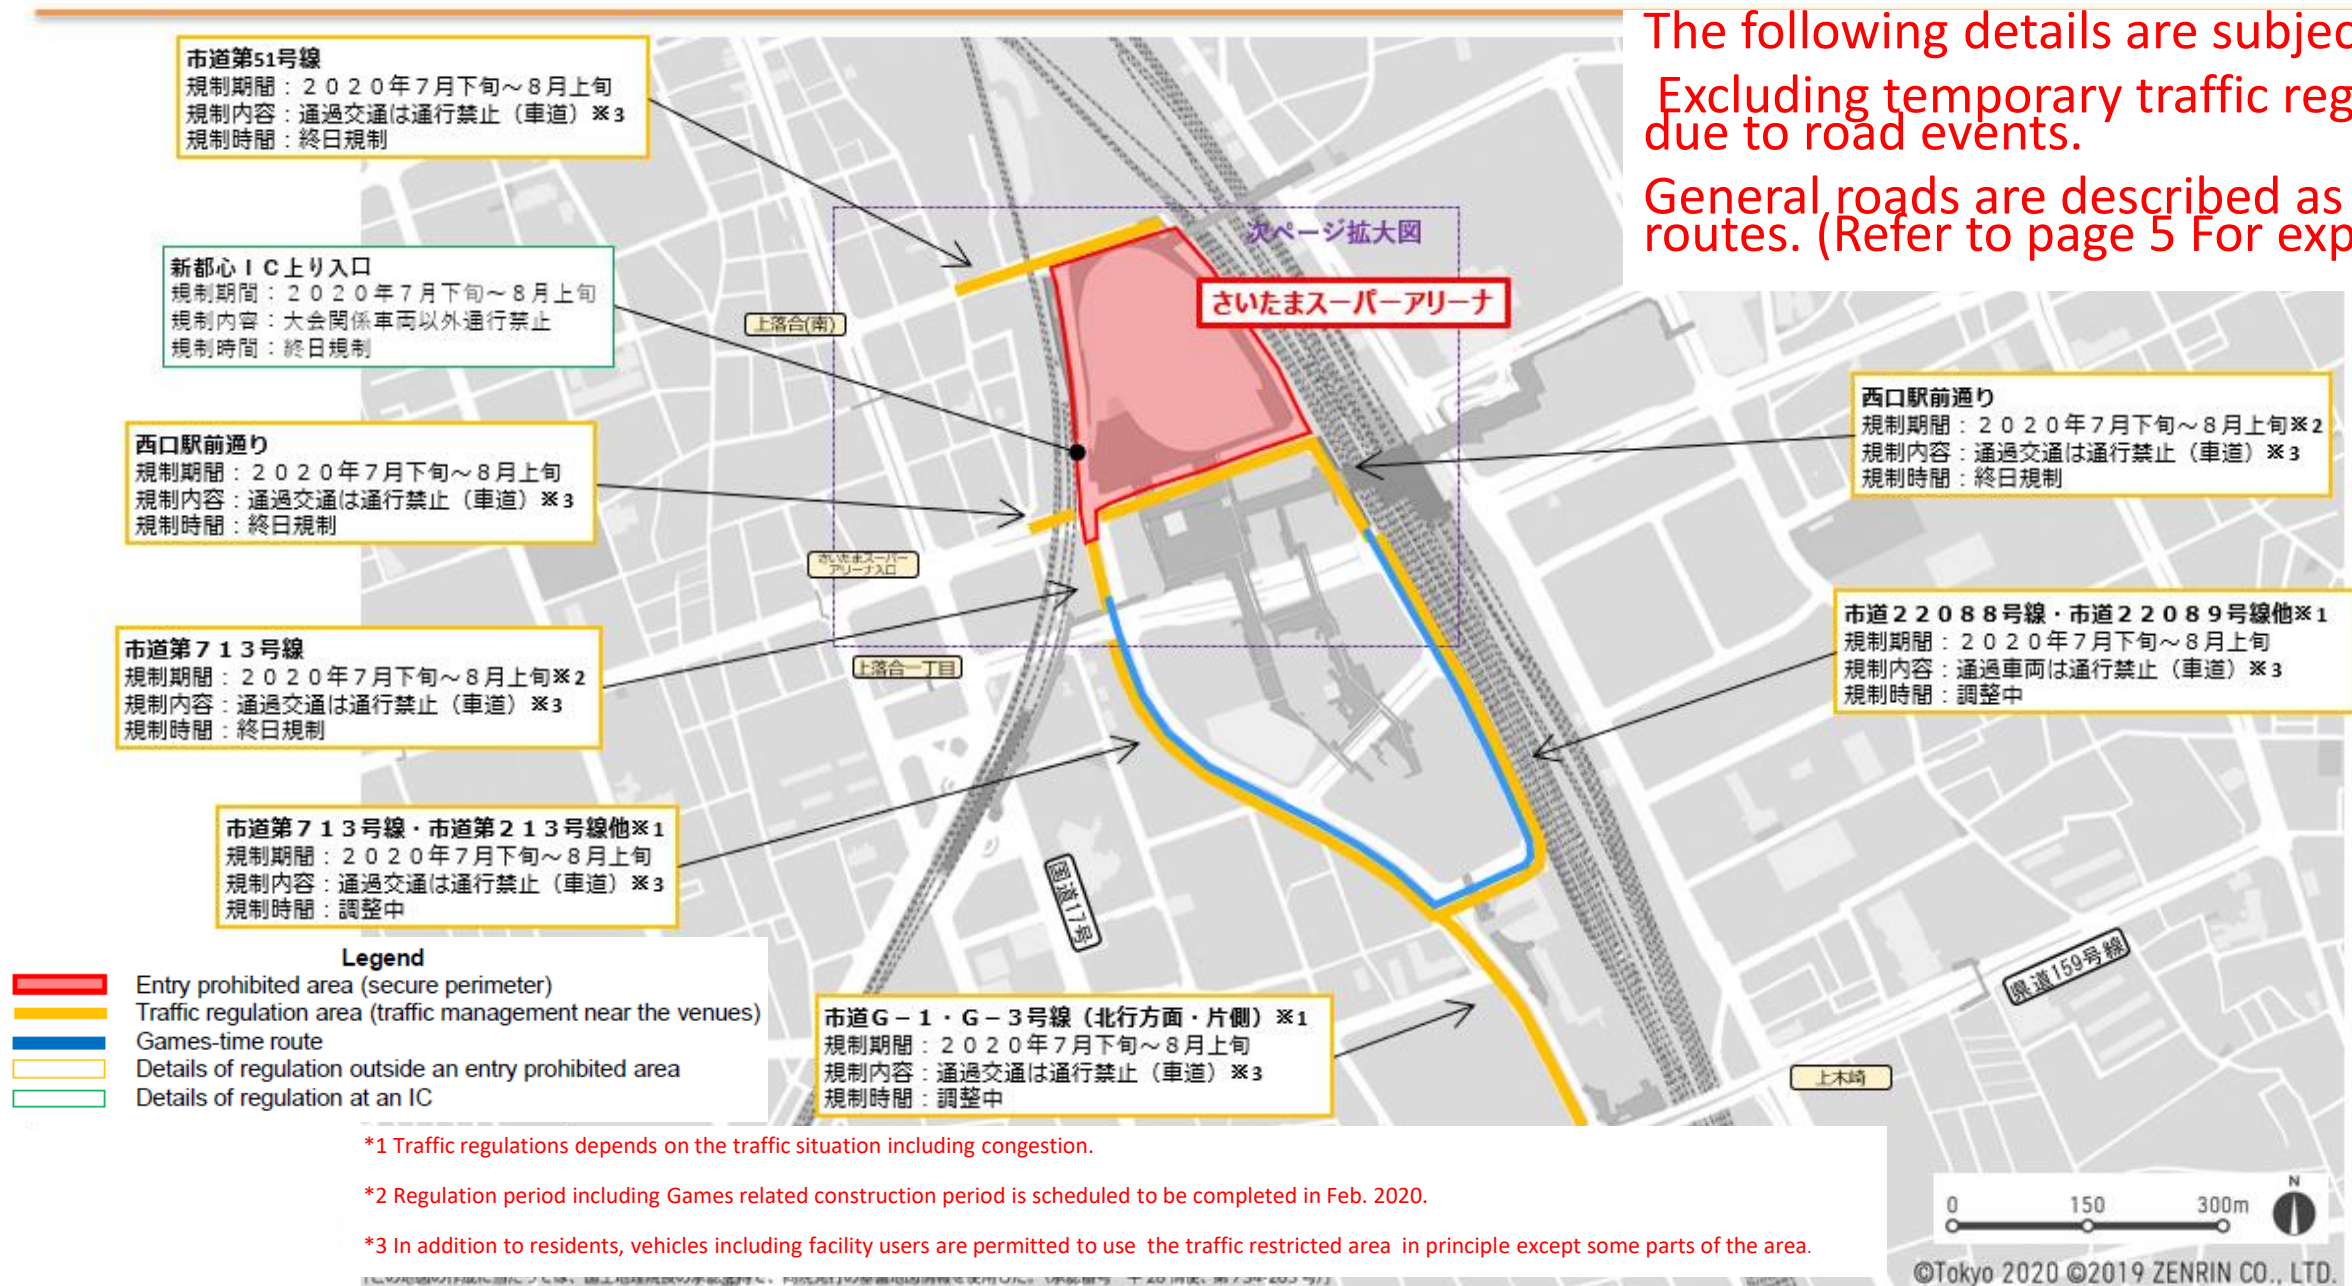 The following details are subjec
Excluding temporary traffic reg
due to road events.
General roads are described as
routes. (Refer to page 5 For exp
市道第51号線
規制期間：２０２０年７月下旬～８月上旬
規制内容：通過交通は通行禁止（車道）※3
規制時間：終日規制
次ページ拡大図
新都心ＩＣ上り入口
規制期間：２０２０年７月下旬～８月上旬
規制内容：大会関係車両以外通行禁止
規制時間：終日規制
さいたまスーパーアリーナ
上落合(南)
西口駅前通り
規制期間：２０２０年７月下旬～８月上旬
規制内容：通過交通は通行禁止（車道）※3
規制時間：終日規制
西口駅前通り
規制期間：２０２０年７月下旬～８月上旬※2
規制内容：通過交通は通行禁止（車道）※3
規制時間：終日規制
さいたまスーパー
アリーナ入口
市道第７１３号線
規制期間：２０２０年７月下旬～８月上旬※2
規制内容：通過交通は通行禁止（車道）※3
規制時間：終日規制
上落合一丁目
市道２２０８８号線・市道２２０８９号線他※1
規制期間：２０２０年７月下旬～８月上旬
規制内容：通過車両は通行禁止（車道）※3
規制時間：調整中
市道第７１３号線・市道第２１３号線他※1
規制期間：２０２０年７月下旬～８月上旬
規制内容：通過交通は通行禁止（車道）※3
規制時間：調整中
国道17号
県道159号線
Legend
Entry prohibited area (secure perimeter)
Traffic regulation area (traffic management near the venues)
Games-time route
Details of regulation outside an entry prohibited area
Details of regulation at an IC
市道Ｇ－１・Ｇ－３号線（北行方面・片側）※1
規制期間：２０２０年７月下旬～８月上旬
規制内容：通過交通は通行禁止（車道）※3
規制時間：調整中
上木崎
*1 Traffic regulations depends on the traffic situation including congestion.
*2 Regulation period including Games related construction period is scheduled to be completed in Feb. 2020.
*3 In addition to residents, vehicles including facility users are permitted to use the traffic restricted area in principle except some parts of the area.
N
0 150 300m
©Tokyo 2020 ©2019 ZENRIN CO., LTD.